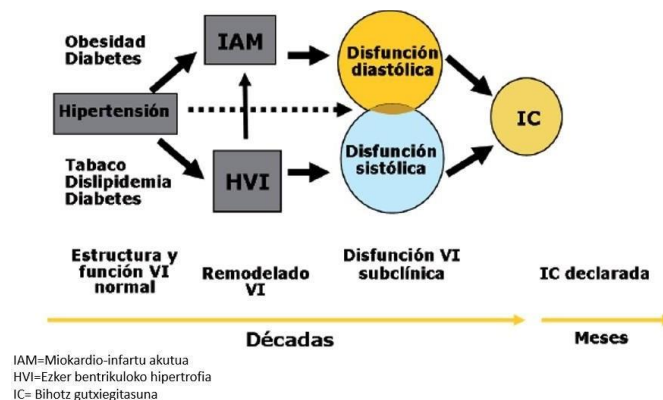 Obesidad
Diabetes
IAM
Disfunción
diastólica
Hipertensión
IC
Tabaco
Dislipidemia
Diabetes
HVI
Disfunción
sistólica
Estructura y
función VI
normal
Remodelado
VI
Disfunción VI
subclínica
IC declarada
Décadas
Meses
IAM=Miokardio-infartu akutua
HVI=Ezker bentrikuloko hipertrofia
IC= Bihotz gutxiegitasuna